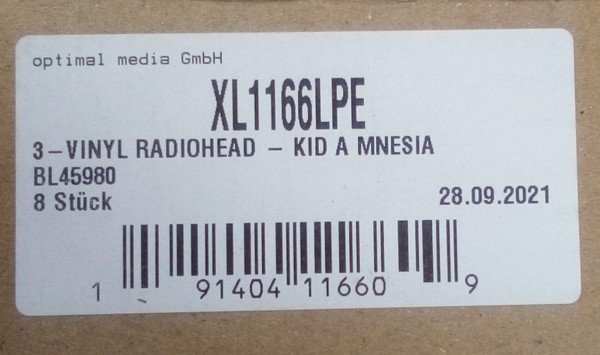 optimal media GmbH
XL1166LPE
3-VINYL RADIOHEAD - KID A MNESIA
BL45980
8 Stück 28.09.2021
1 91404 11660 9